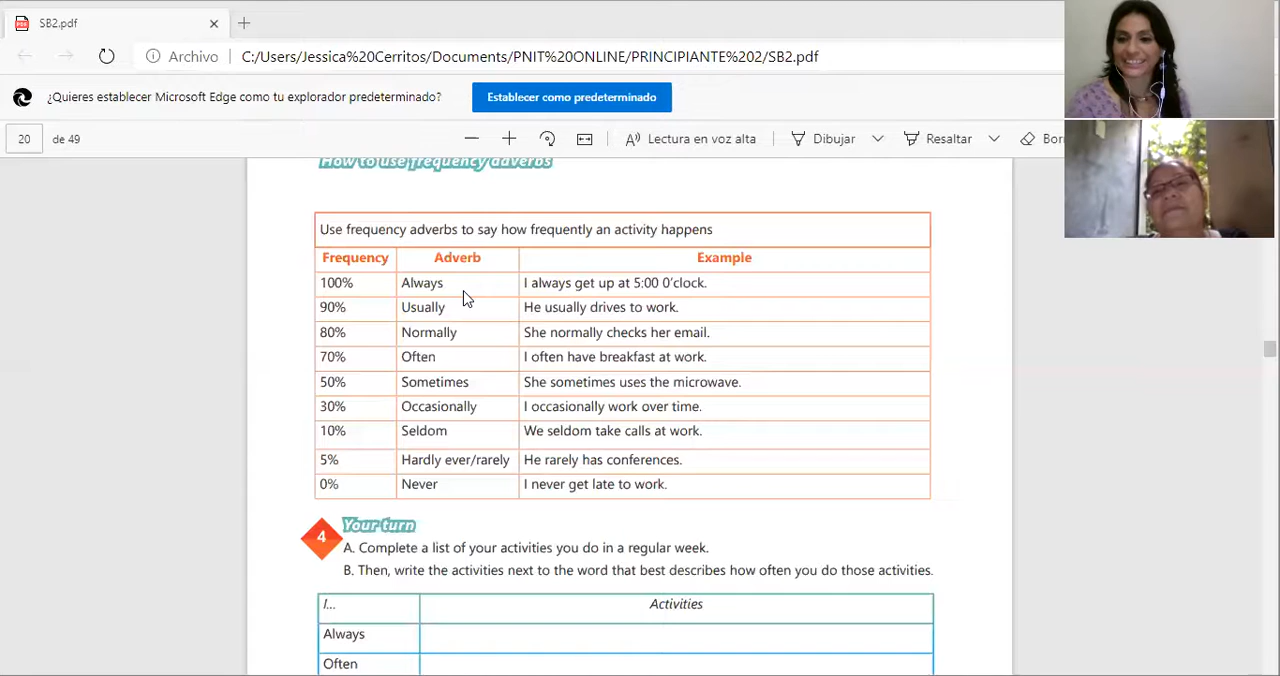 SB2.pdf
Archivo C:/Users/Jessica%20Cerritos/Documents/PNIT%20ONLINE/PRINCIPIANTE%202/SB2.pdf
¿Quieres establecer Microsoft Edge como tu explorador predeterminado? Establecer como predeterminado
20 de 49 Lectura en voz alta Dibujar Resaltar Bor
How to use frequency adverbs
Use frequency adverbs to say how frequently an activity happens
Frequency Adverb Example
100% Always I always get up at 5:00 0'clock.
90% Usually He usually drives to work.
80% Normally She normally checks her email.
70% Often I often have breakfast at work.
50% Sometimes She sometimes uses the microwave.
30% Occasionally I occasionally work over time.
10% Seldom We seldom take calls at work.
5% Hardly ever/rarely He rarely has conferences.
0% Never I never get late to work.
4 Your turn
A. Complete a list of your activities you do in a regular week.
B. Then, write the activities next to the word that best describes how often you do those activities.
I... Activities
Always
Often